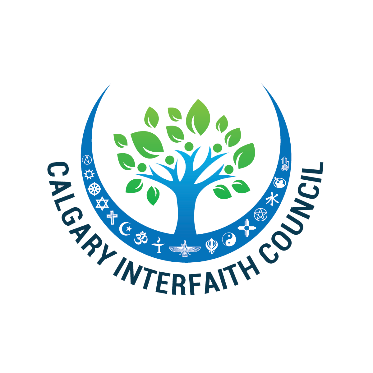 CALGARY INTERFAITH COUNCIL